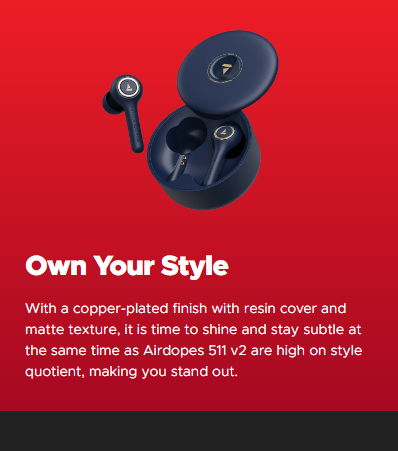 Own Your Style
With a copper-plated finish with resin cover and
matte texture, it is time to shine and stay subtle at
the same time as Airdopes 511 v2 are high on style
quotient, making you stand out.